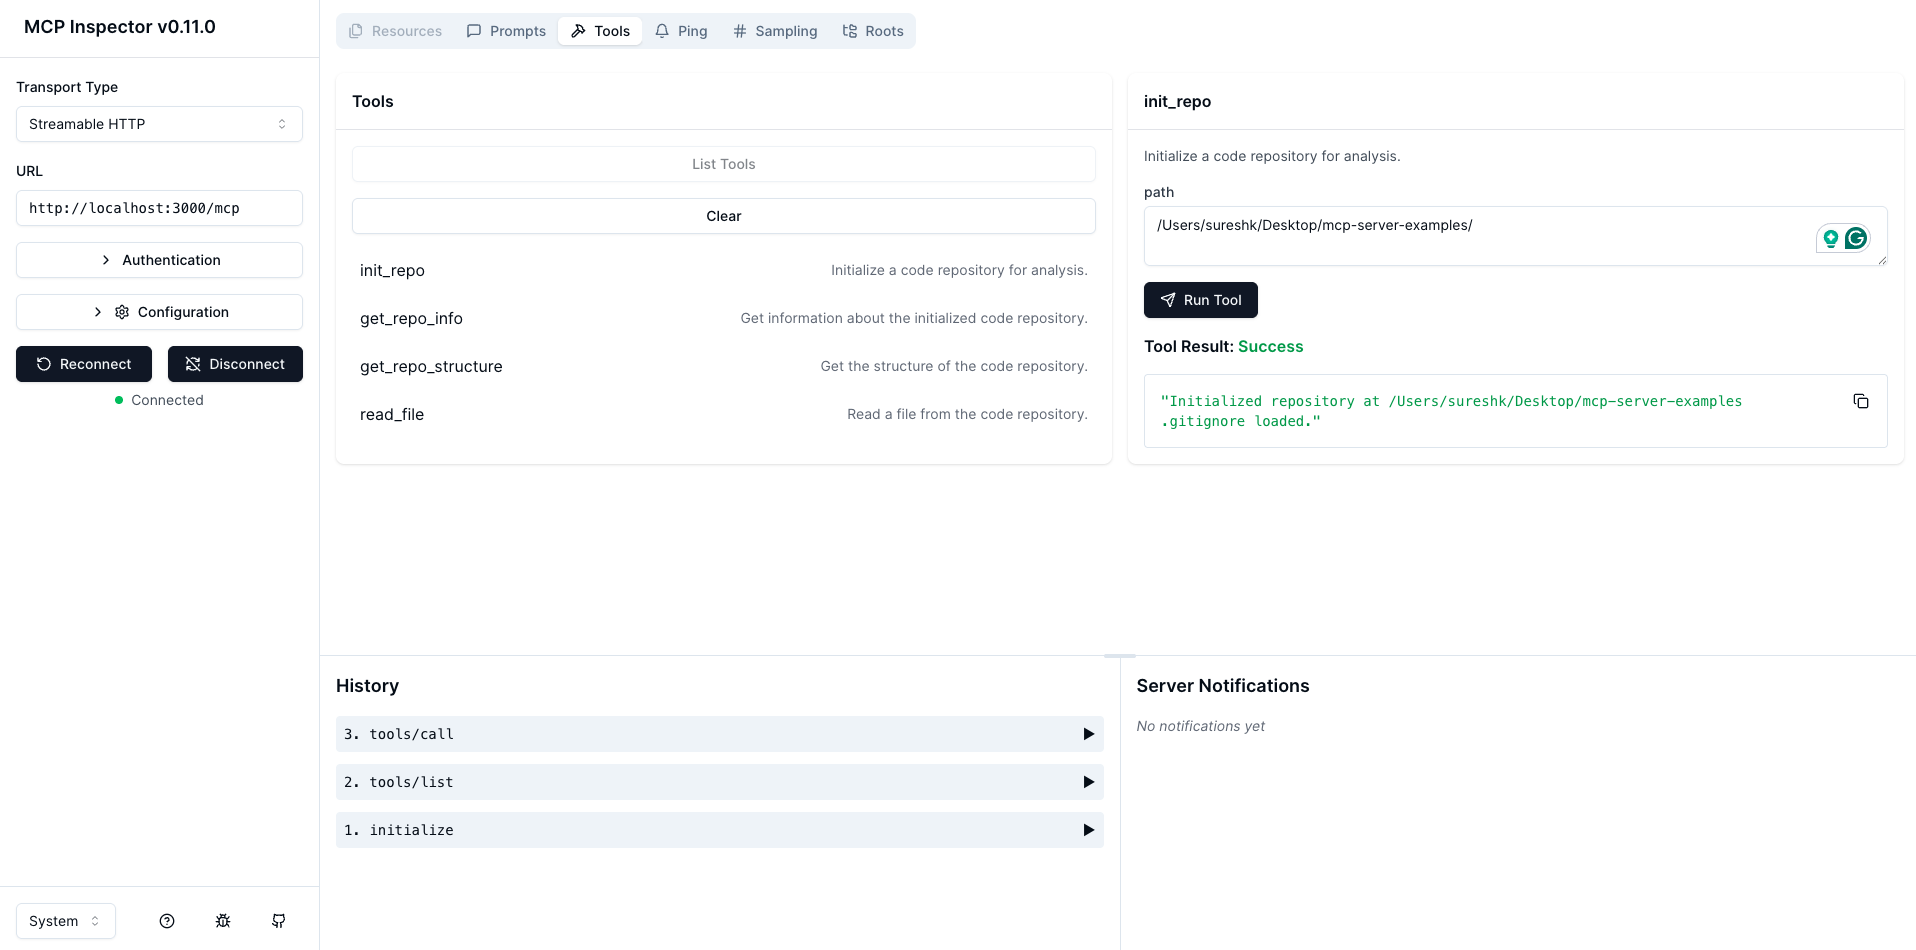 MCP Inspector v0.11.0
Transport Type
Streamable HTTP
URL
http://localhost:3000/mcp
Authentication
Configuration
Reconnect
Disconnect
Connected
System
Resources
Prompts
Tools
Ping
Sampling
Roots
Tools
List Tools
Clear
init_repo
Initialize a code repository for analysis.
get_repo_info
Get information about the initialized code repository.
get_repo_structure
Get the structure of the code repository.
read_file
Read a file from the code repository.
init_repo
Initialize a code repository for analysis.
path
/Users/sureshk/Desktop/mcp-server-examples/
Run Tool
Tool Result: Success
"Initialized repository at /Users/sureshk/Desktop/mcp-server-examples
.gitignore loaded."
History
3. tools/call
2. tools/list
1. initialize
Server Notifications
No notifications yet